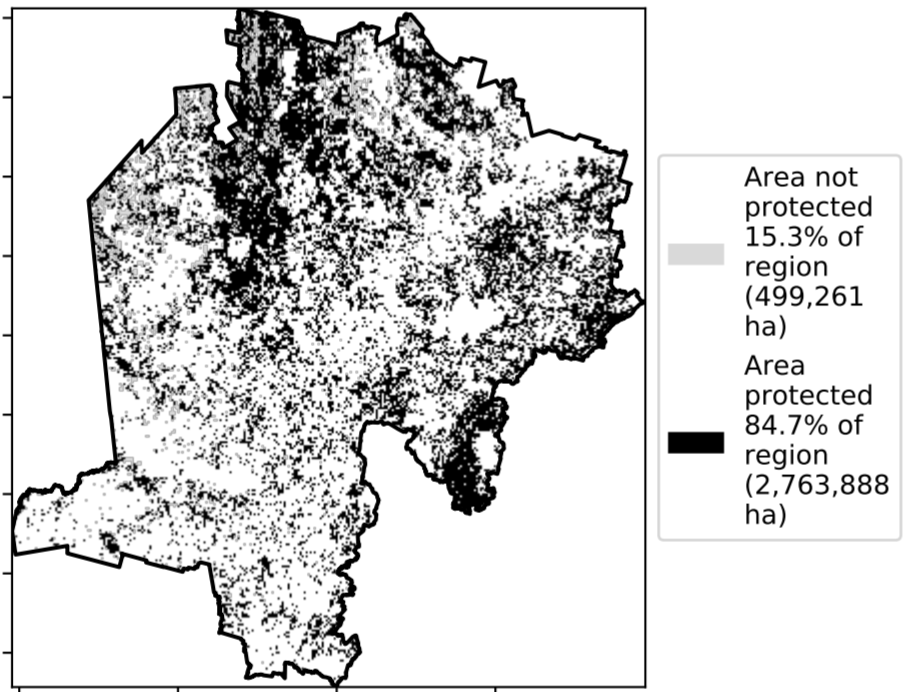 Area not
protected
15.3% of
region
(499,261
ha)
Area
protected
84.7% of
region
(2,763,888
ha)